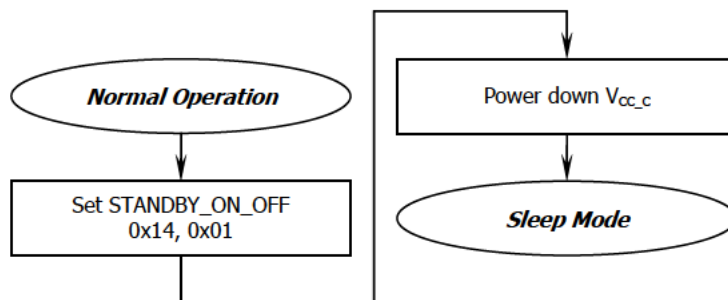 Normal Operation
Set STANDBY_ON_OFF
0x14, 0x01
Power down Vcc_c
Sleep Mode